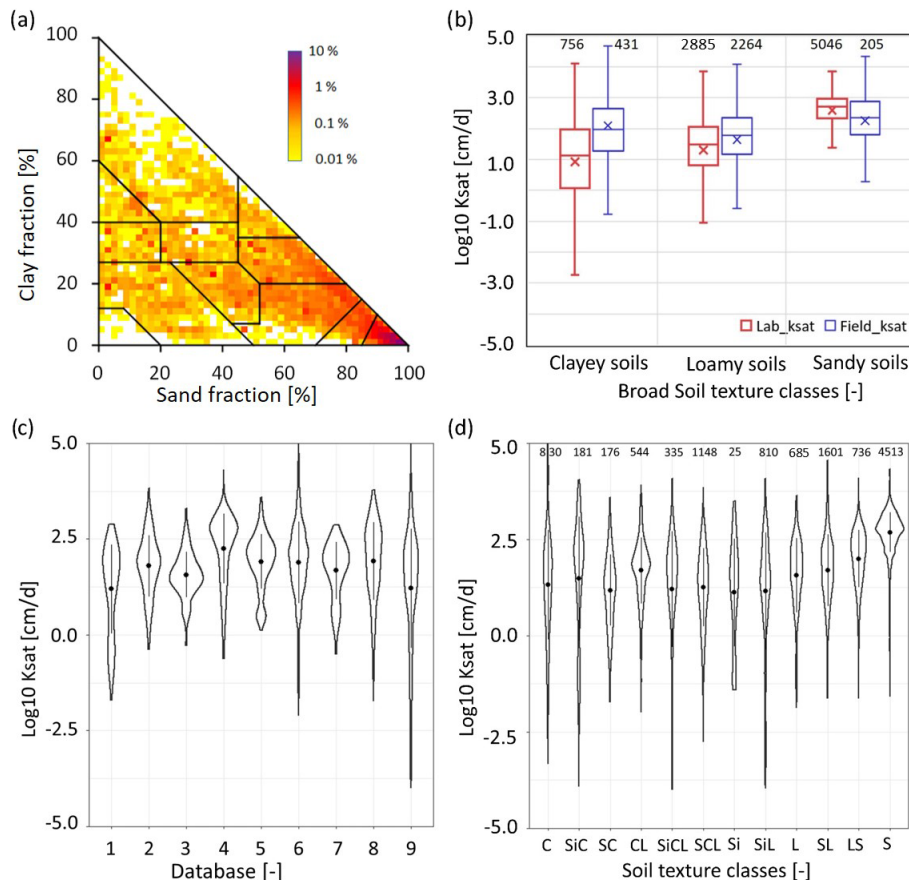 (a)
100
80
60
40
20
0
Clay fraction [%]
10 %
1 %
0.1 %
0.01 %
0 20 40 60 80 100
Sand fraction [%]
(b)
756 431 2885 2264 5046 205
5.0
3.0
1.0
-1.0
-3.0
-5.0
Log10 Ksat [cm/d]
Lab_ksat Field_ksat
Clayey soils Loamy soils Sandy soils
Broad Soil texture classes [-]
(c)
5.0
2.5
0.0
-2.5
-5.0
Log10 Ksat [cm/d]
1 2 3 4 5 6 7 8 9
Database [-]
(d)
830 181 176 544 335 1148 25 810 685 1601 736 4513
5.0
2.5
0.0
-2.5
-5.0
Log10 Ksat [cm/d]
C SiC SC CL SiCL SCL Si SiL L SL LS S
Soil texture classes [-]